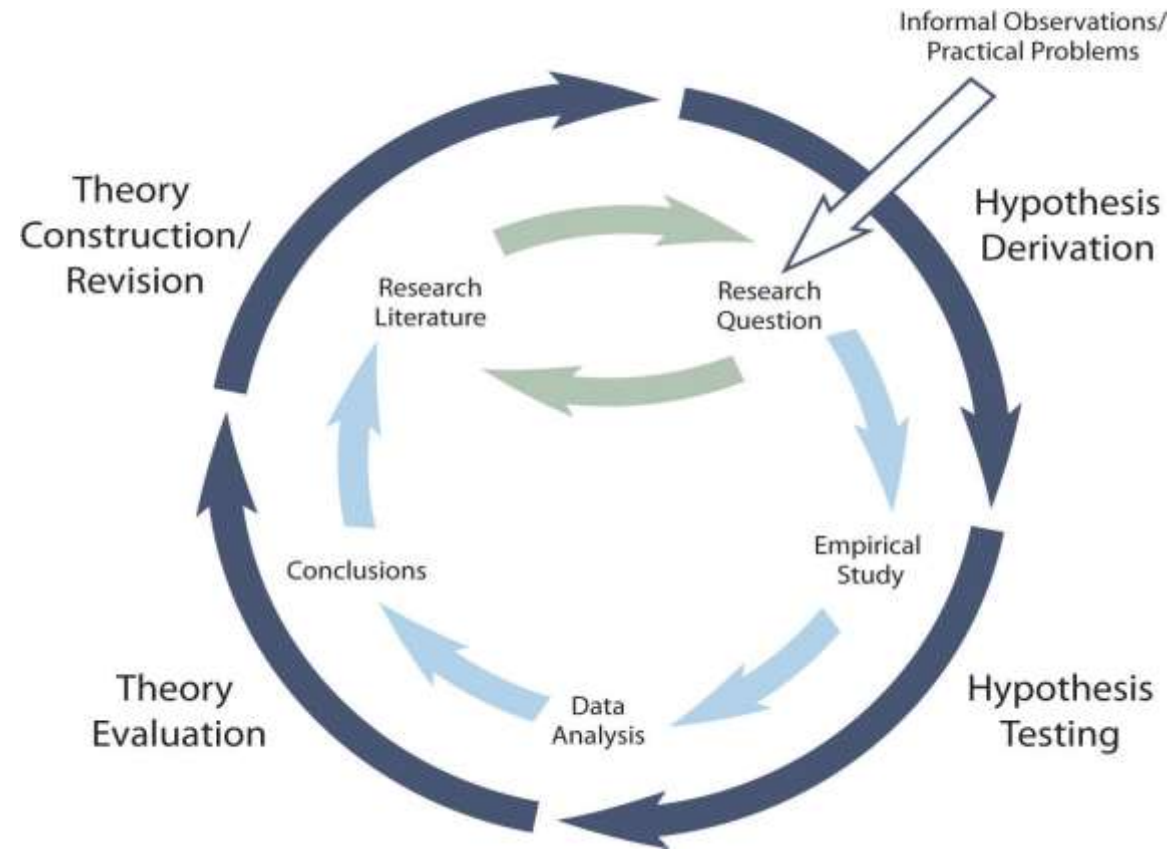 Informal Observations/
Practical Problems
Theory
Construction/
Revision
Hypothesis
Derivation
Research
Literature
Research
Question
Conclusions
Empirical
Study
Theory
Evaluation
Data
Analysis
Hypothesis
Testing